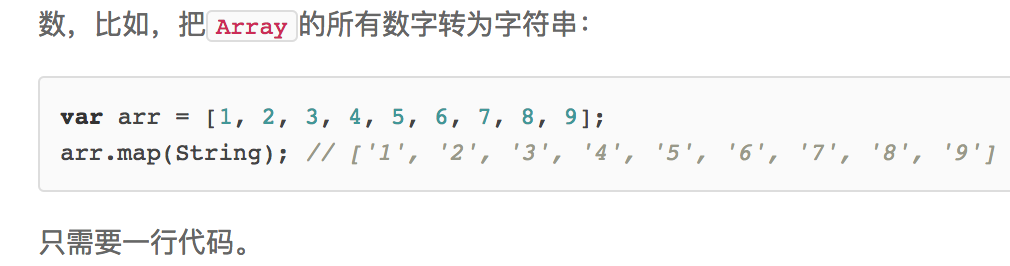 数，比如，把Array的所有数字转为字符串：
var arr = [1, 2, 3, 4, 5, 6, 7, 8, 9];
arr.map(String); // ['1', '2', '3', '4', '5', '6', '7', '8', '9']
只需要一行代码。